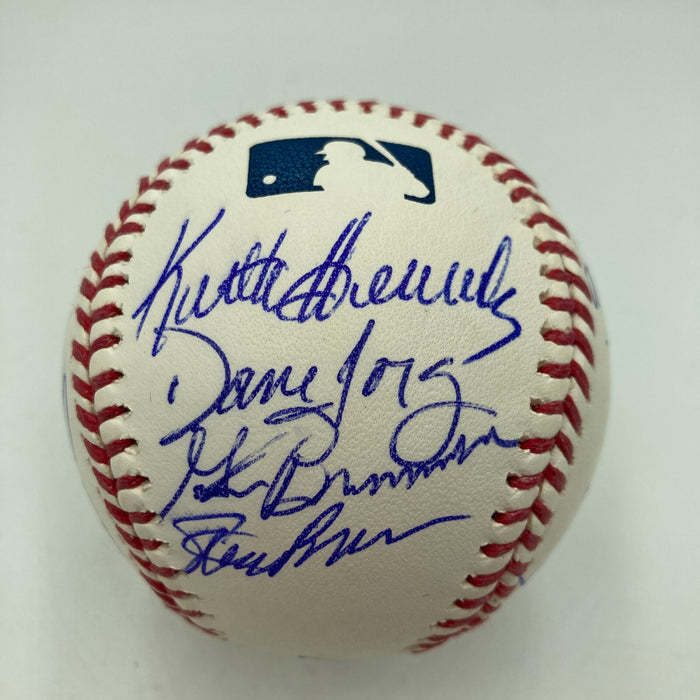 Keith Hernandez
Dane Iorg
Glenn Brummer
Steve Braun